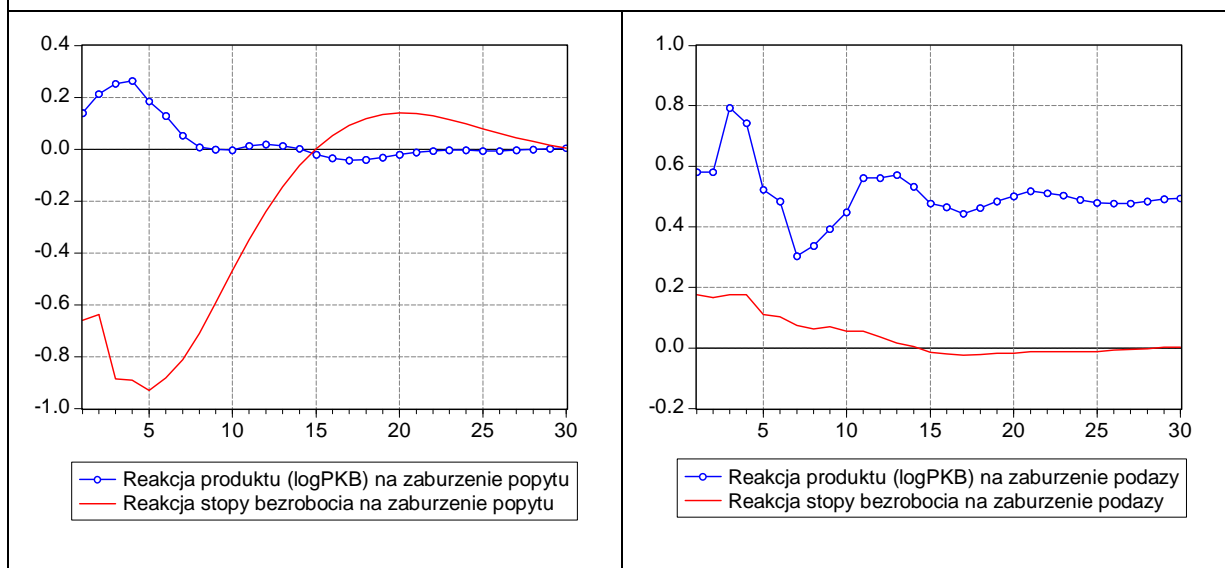 0.4
0.2
0.0
-0.2
-0.4
-0.6
-0.8
-1.0
5 10 15 20 25 30
Reakcja produktu (logPKB) na zaburzenie popytu
Reakcja stopy bezrobocia na zaburzenie popytu
1.0
0.8
0.6
0.4
0.2
0.0
-0.2
5 10 15 20 25 30
Reakcja produktu (logPKB) na zaburzenie podazy
Reakcja stopy bezrobocia na zaburzenie podazy